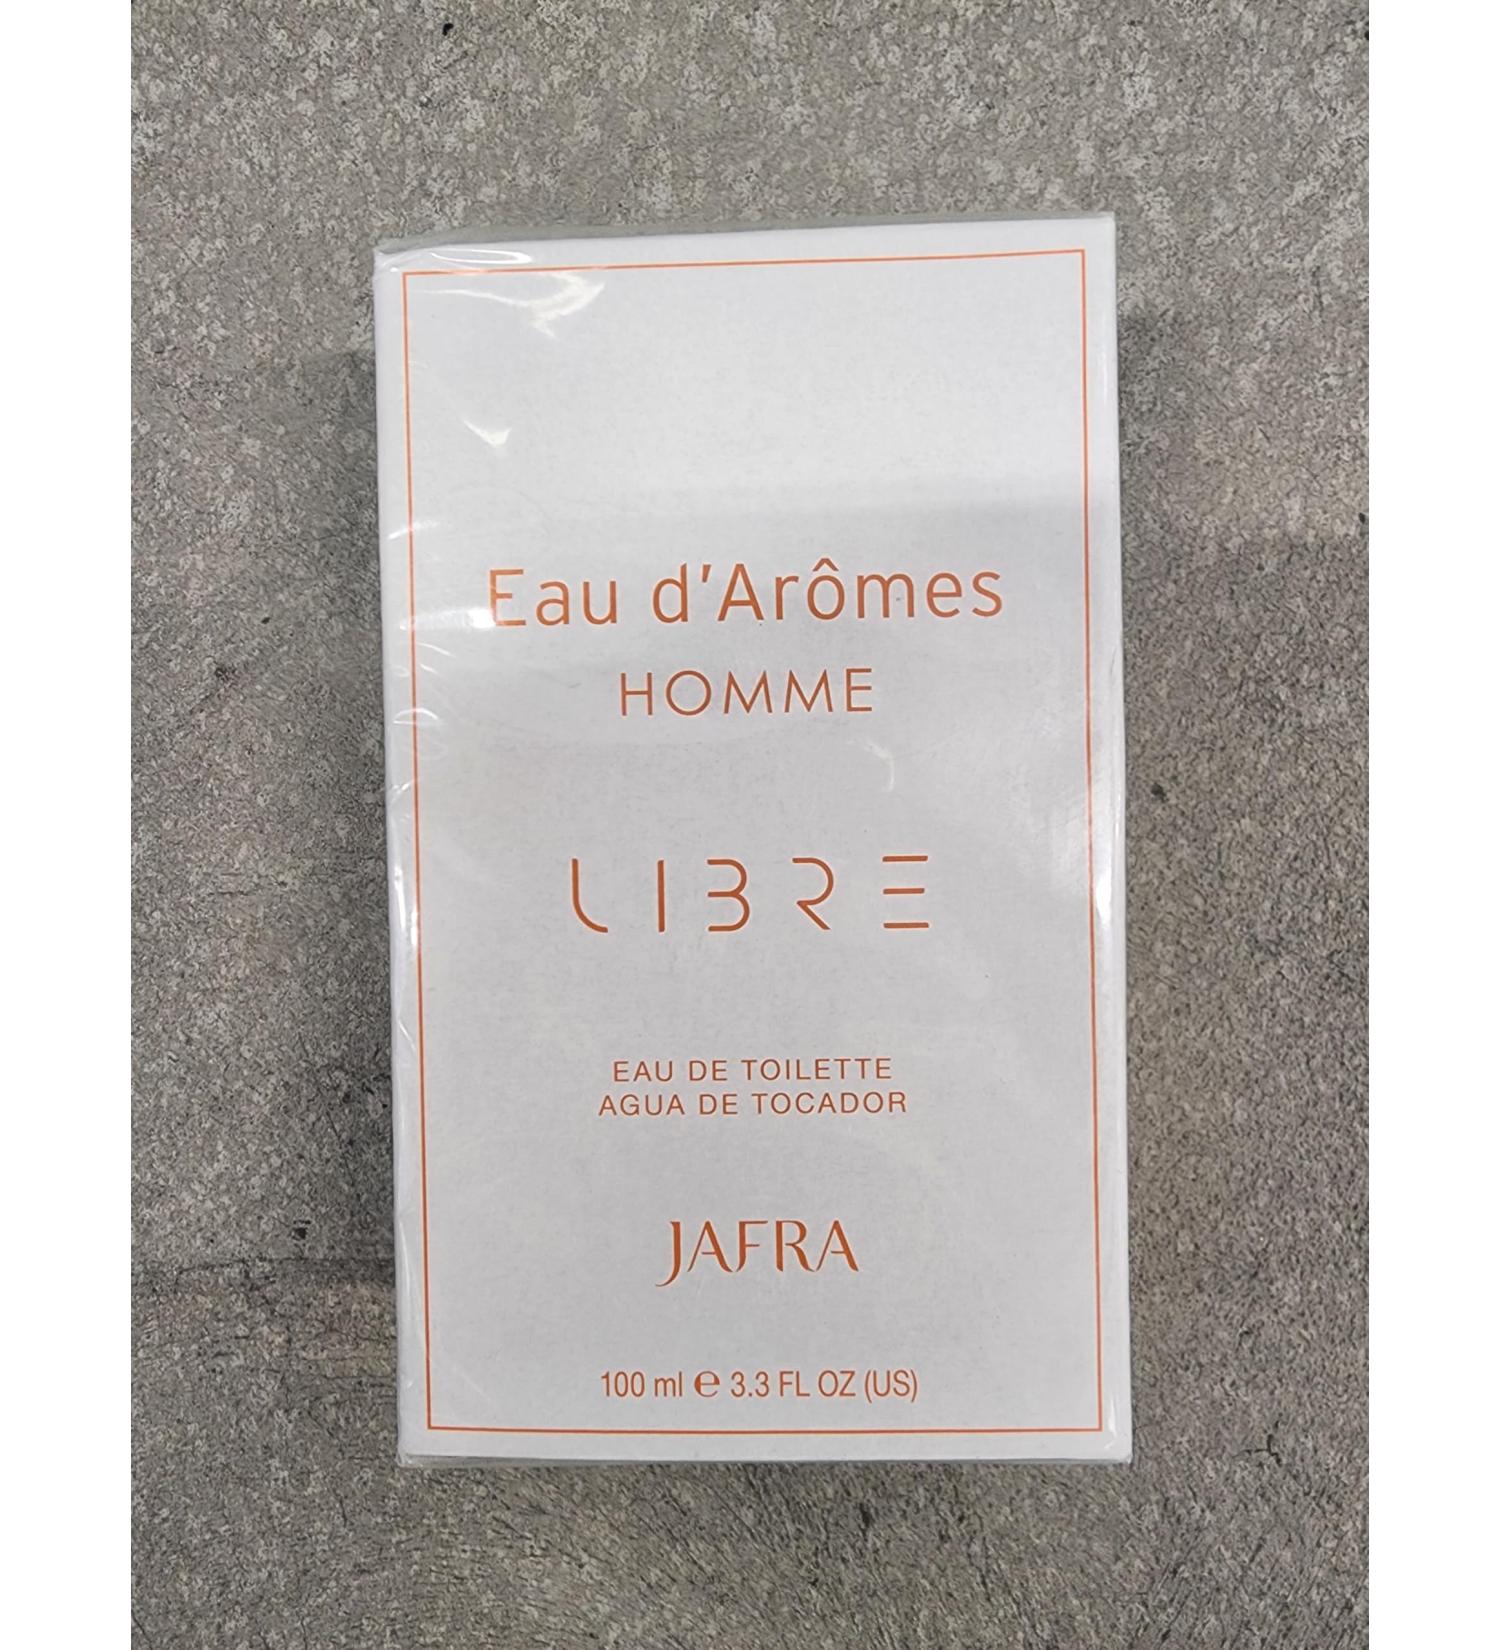 Eau d'Arômes
HOMME
LIBRE
EAU DE TOILETTE
AGUA DE TOCADOR
JAFRA
100 ml ℮ 3.3 FL OZ (US)